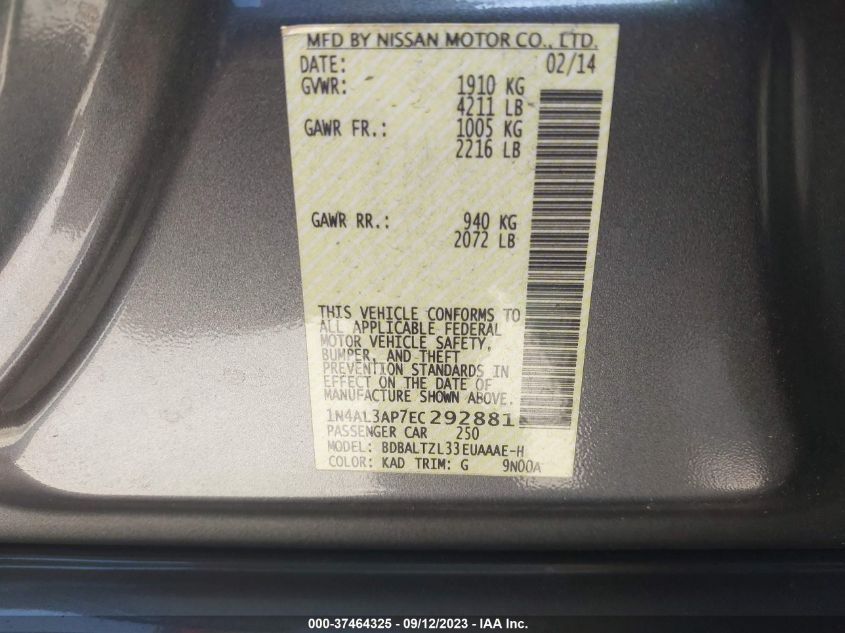 MFD BY NISSAN MOTOR CO., LTD.
DATE: 02/14
GVWR: 1910 KG
4211 LB
GAWR FR.: 1005 KG
2216 LB
GAWR RR.: 940 KG
2072 LB
THIS VEHICLE CONFORMS TO
ALL APPLICABLE FEDERAL
MOTOR VEHICLE SAFETY,
BUMPER, AND THEFT
PREVENTION STANDARDS IN
EFFECT ON THE DATE OF
MANUFACTURE SHOWN ABOVE.
1N4AL3AP7EC292881
PASSENGER CAR 250
MODEL: BDBALTZL33EUAAAE-H
COLOR: KAD TRIM: G 9N00A
000-37464325 - 09/12/2023 - IAA Inc.